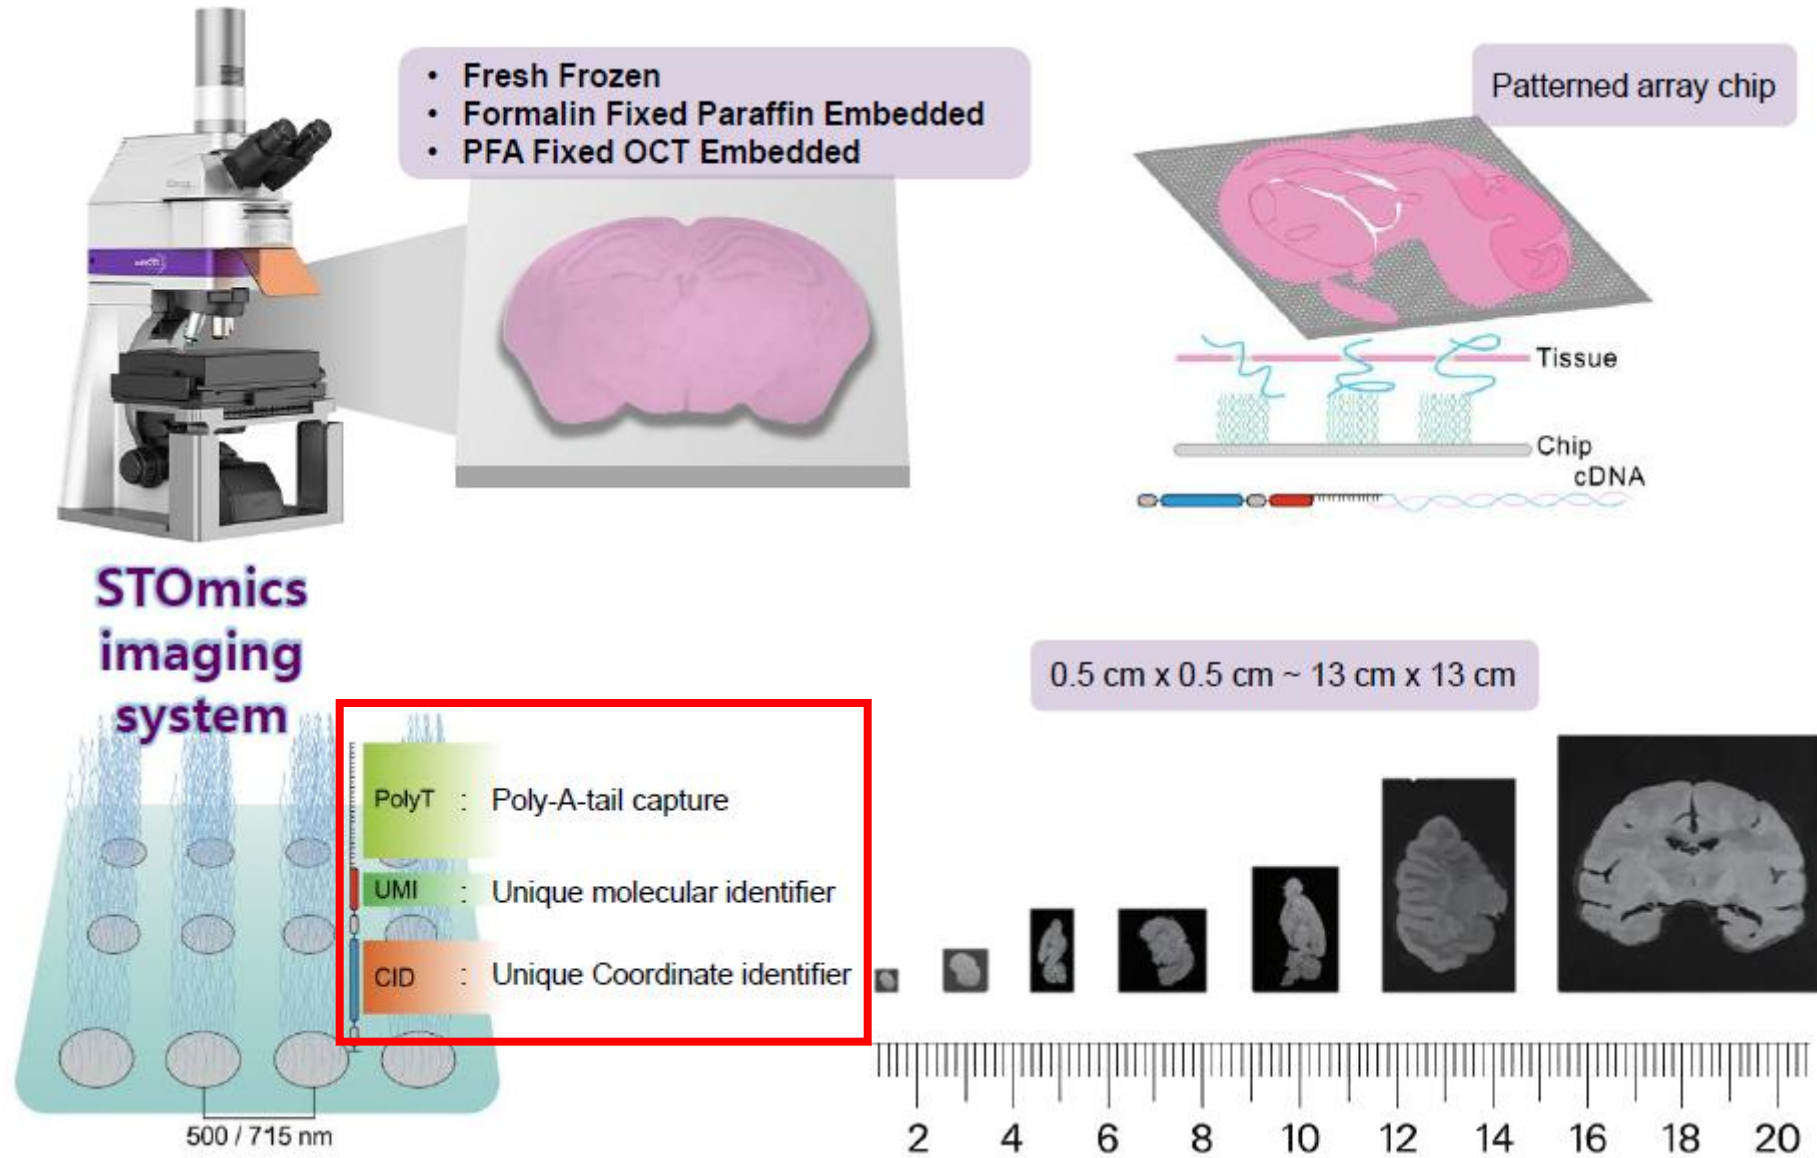 • Fresh Frozen
• Formalin Fixed Paraffin Embedded
• PFA Fixed OCT Embedded
Patterned array chip
Tissue
Chip
cDNA
STOmics
imaging
system
0.5 cm x 0.5 cm ~ 13 cm x 13 cm
PolyT : Poly-A-tail capture
UMI : Unique molecular identifier
CID : Unique Coordinate identifier
500 / 715 nm
2 4 6 8 10 12 14 16 18 20